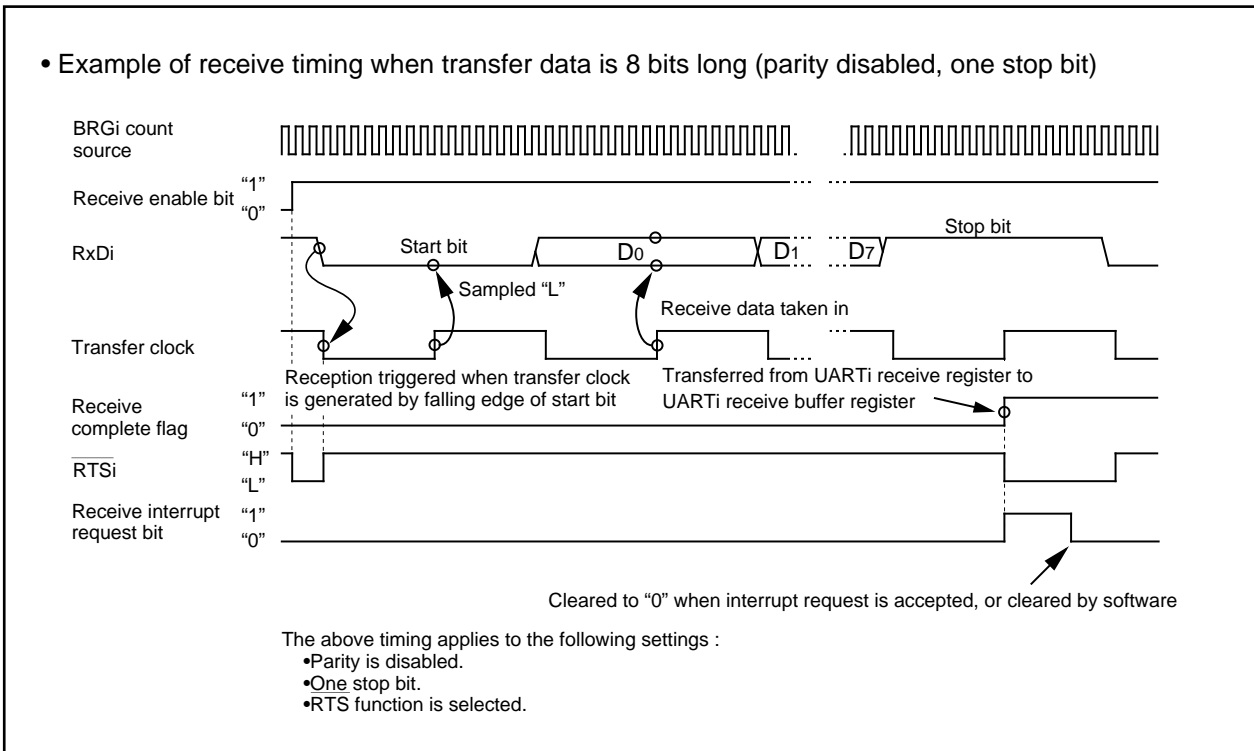 • Example of receive timing when transfer data is 8 bits long (parity disabled, one stop bit)
BRGi count
source
Receive enable bit
“1”
“0”
RxDi
Start bit
D0
D1
D7
Stop bit
Sampled “L”
Receive data taken in
Transfer clock
Reception triggered when transfer clock
is generated by falling edge of start bit
Transferred from UARTi receive register to
UARTi receive buffer register
Receive
complete flag
“1”
“0”
RTSi
“H”
“L”
Receive interrupt
request bit
“1”
“0”
Cleared to “0” when interrupt request is accepted, or cleared by software
The above timing applies to the following settings :
•Parity is disabled.
•One stop bit.
•RTS function is selected.